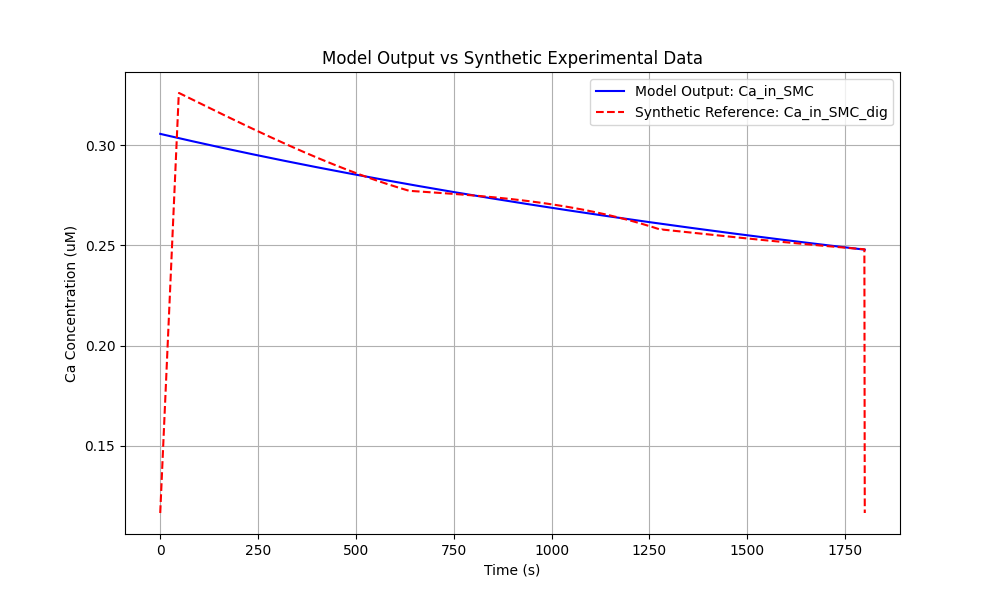 Model Output vs Synthetic Experimental Data
Model Output: Ca_in_SMC
Synthetic Reference: Ca_in_SMC_dig
Ca Concentration (uM)
0.30
0.25
0.20
0.15
0 250 500 750 1000 1250 1500 1750
Time (s)